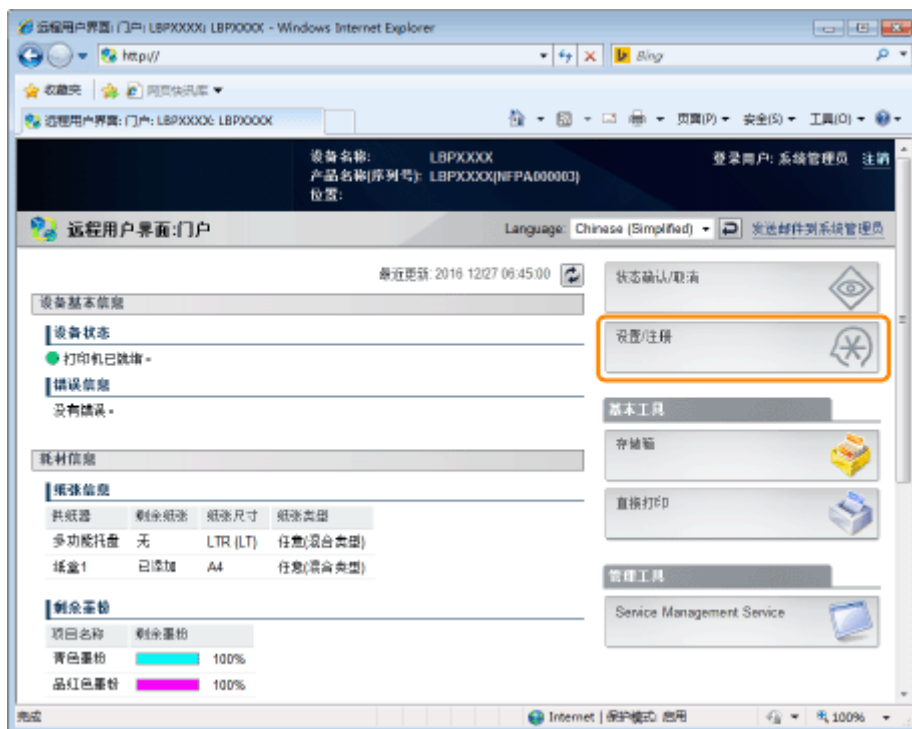 远程用户界面: 门户: LBPXXXX: LBPXXXX - Windows Internet Explorer
http://
Bing
收藏夹 网页快讯库
远程用户界面: 门户: LBPXXXX: LBPXXXX
页面(P) 安全(S) 工具(O)
设备名称: LBPXXXX
产品名称(序列号): LBPXXXX(NFPA000003)
位置:
登录用户: 系统管理员 注销
远程用户界面:门户
Language: Chinese (Simplified) 发送邮件到系统管理员
最近更新: 2016 12/27 06:45:00
设备基本信息
设备状态
打印机已就绪。
错误信息
没有错误。
耗材信息
纸张信息
供纸器 剩余纸张 纸张尺寸 纸张类型
多功能托盘 无 LTR (LT) 任意(混合类型)
纸盒1 已添加 A4 任意(混合类型)
剩余墨粉
项目名称 剩余墨粉
青色墨粉 100%
品红色墨粉 100%
状态确认/取消
设置/注册
基本工具
存储箱
直接打印
管理工具
Service Management Service
完成
Internet | 保护模式: 启用
100%